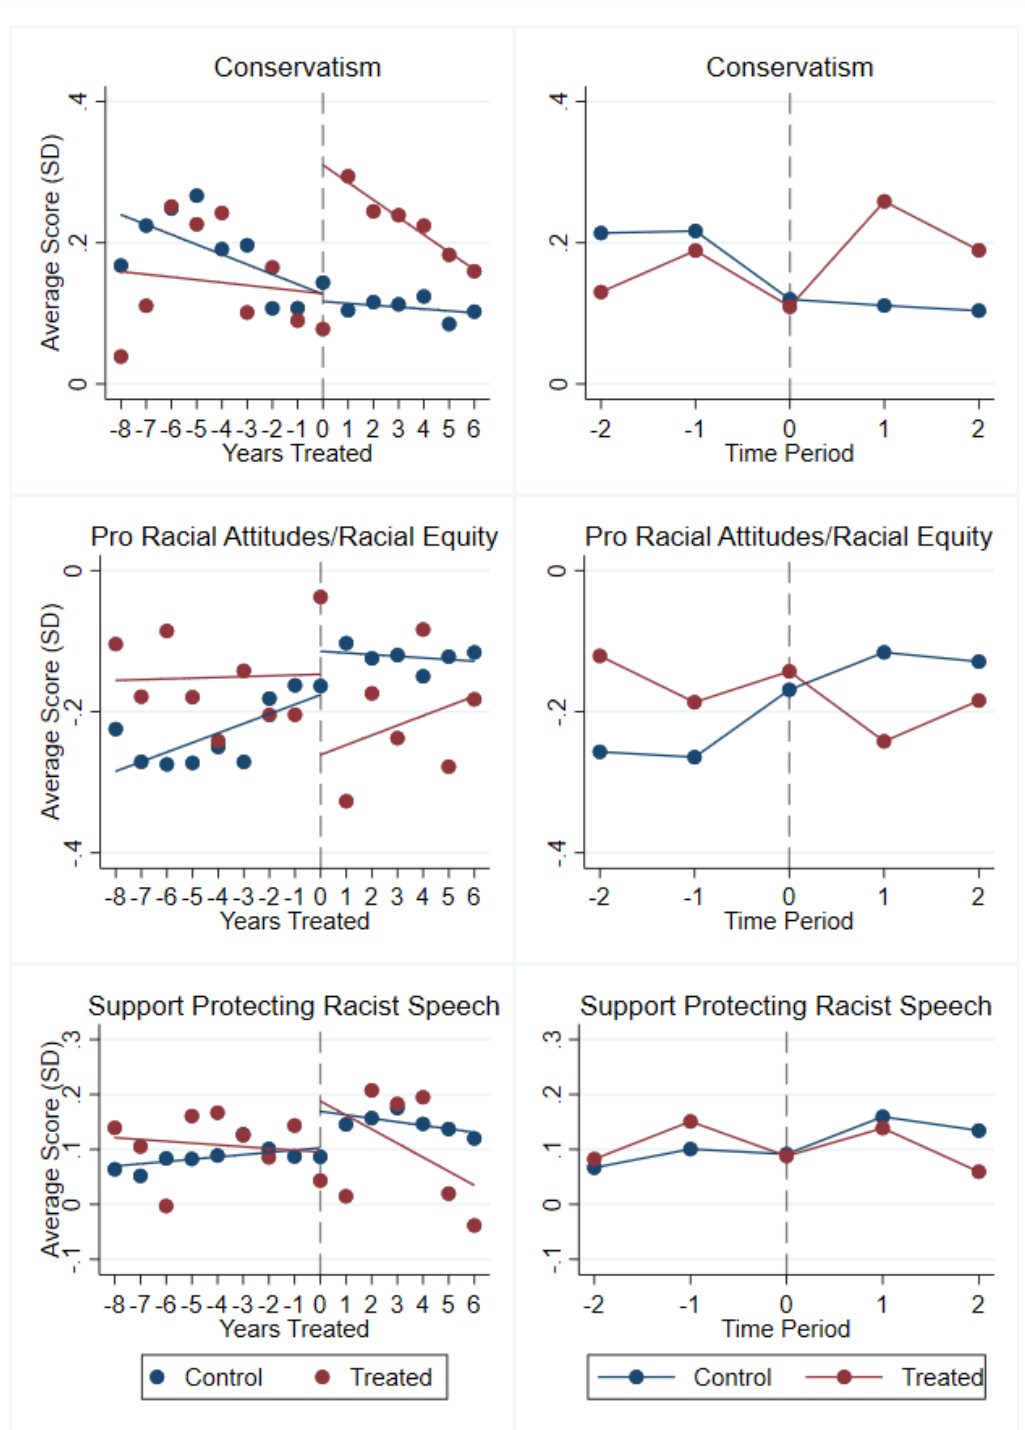 Conservatism
Average Score (SD)
.4
.2
0
-8 -7 -6 -5 -4 -3 -2 -1 0 1 2 3 4 5 6
Years Treated
Conservatism
.4
.2
0
-2 -1 0 1 2
Time Period
Pro Racial Attitudes/Racial Equity
Average Score (SD)
0
-.2
-.4
-8 -7 -6 -5 -4 -3 -2 -1 0 1 2 3 4 5 6
Years Treated
Pro Racial Attitudes/Racial Equity
0
-.2
-.4
-2 -1 0 1 2
Time Period
Support Protecting Racist Speech
Average Score (SD)
.3
.2
.1
0
-.1
-8 -7 -6 -5 -4 -3 -2 -1 0 1 2 3 4 5 6
Years Treated
Control Treated
Support Protecting Racist Speech
.3
.2
.1
0
-.1
-2 -1 0 1 2
Time Period
Control Treated